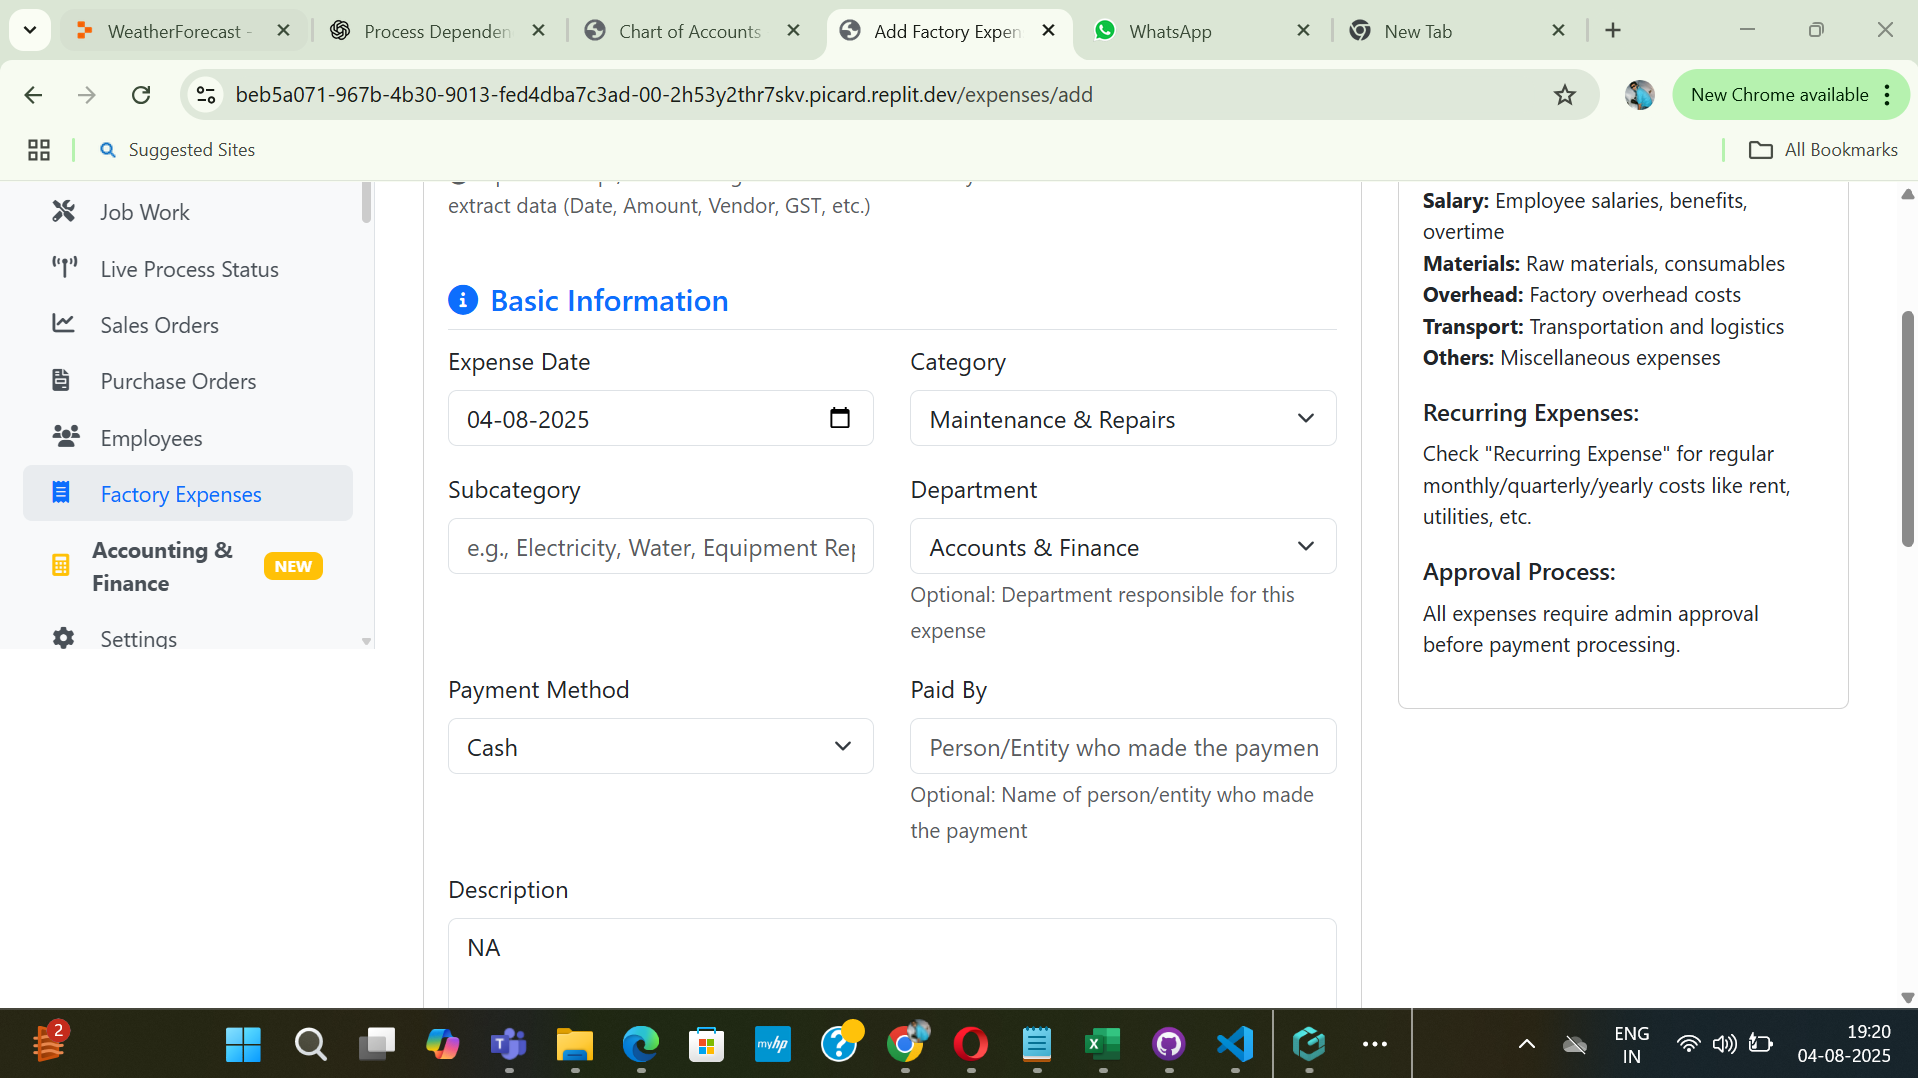 WeatherForecast -
Process Dependen
Chart of Accounts
Add Factory Expen
WhatsApp
New Tab
beb5a071-967b-4b30-9013-fed4dba7c3ad-00-2h53y2thr7skv.picard.replit.dev/expenses/add
New Chrome available
Suggested Sites
All Bookmarks
Job Work
Live Process Status
Sales Orders
Purchase Orders
Employees
Factory Expenses
Accounting &
Finance
NEW
Settings
extract data (Date, Amount, Vendor, GST, etc.)
Basic Information
Expense Date
04-08-2025
Category
Maintenance & Repairs
Subcategory
e.g., Electricity, Water, Equipment Rep
Department
Accounts & Finance
Optional: Department responsible for this
expense
Payment Method
Cash
Paid By
Person/Entity who made the paymen
Optional: Name of person/entity who made
the payment
Description
NA
Salary: Employee salaries, benefits,
overtime
Materials: Raw materials, consumables
Overhead: Factory overhead costs
Transport: Transportation and logistics
Others: Miscellaneous expenses
Recurring Expenses:
Check "Recurring Expense" for regular
monthly/quarterly/yearly costs like rent,
utilities, etc.
Approval Process:
All expenses require admin approval
before payment processing.
2
myhp
ENG
IN
19:20
04-08-2025